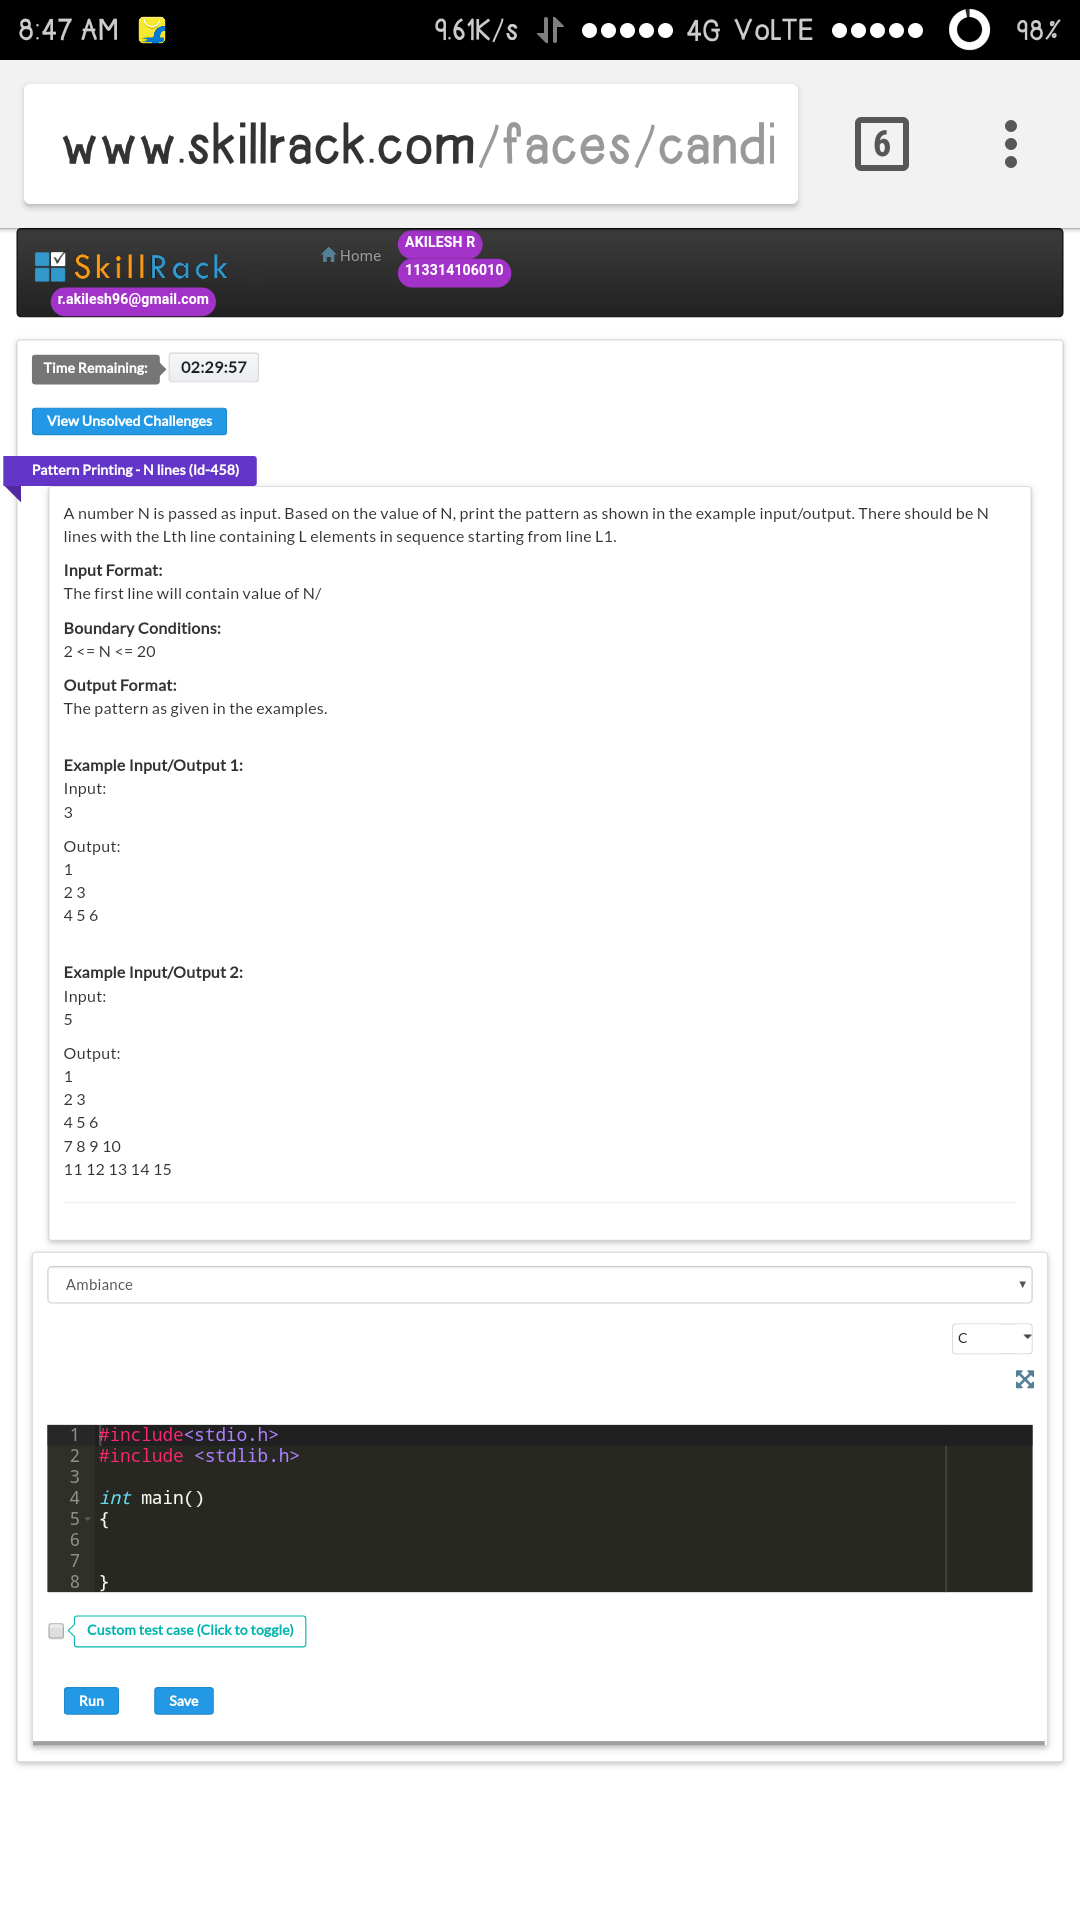 8:47 AM 9.61K/s 4G VoLTE 98%
www.skillrack.com/faces/candi
6
SkillRack
Home
AKILESH R
113314106010
r.akilesh96@gmail.com
Time Remaining: 02:29:57
View Unsolved Challenges
Pattern Printing - N lines (Id-458)
A number N is passed as input. Based on the value of N, print the pattern as shown in the example input/output. There should be N
lines with the Lth line containing L elements in sequence starting from line L1.
Input Format:
The first line will contain value of N/
Boundary Conditions:
2 <= N <= 20
Output Format:
The pattern as given in the examples.
Example Input/Output 1:
Input:
3
Output:
1
2 3
4 5 6
Example Input/Output 2:
Input:
5
Output:
1
2 3
4 5 6
7 8 9 10
11 12 13 14 15
Ambiance
C
1 #include<stdio.h>
2 #include <stdlib.h>
3
4 int main()
5 {
6
7
8 }
Custom test case (Click to toggle)
Run Save